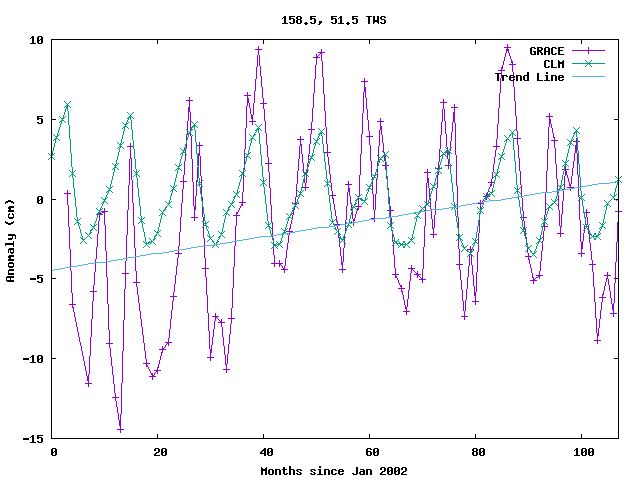 158.5, 51.5 TWS
GRACE
CLM
Trend Line
Anomaly (cm)
10
5
0
-5
-10
-15
0 20 40 60 80 100
Months since Jan 2002